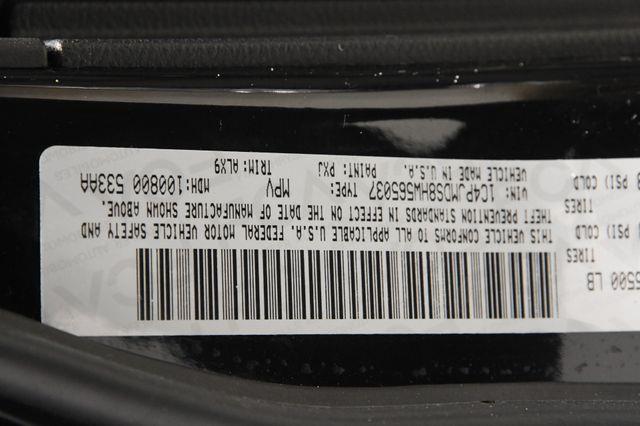 5500 LB
TIRES
PSI) COLD
TIRES
PSI) COLD
THIS VEHICLE CONFORMS TO ALL APPLICABLE U.S.A. FEDERAL MOTOR VEHICLE SAFETY AND
THEFT PREVENTION STANDARDS IN EFFECT ON THE DATE OF MANUFACTURE SHOWN ABOVE.
VIN: TYPE: MPV MDH: 100800 533AA
VEHICLE MADE IN U.S.A. PAINT: PXJ TRIM: ALX9